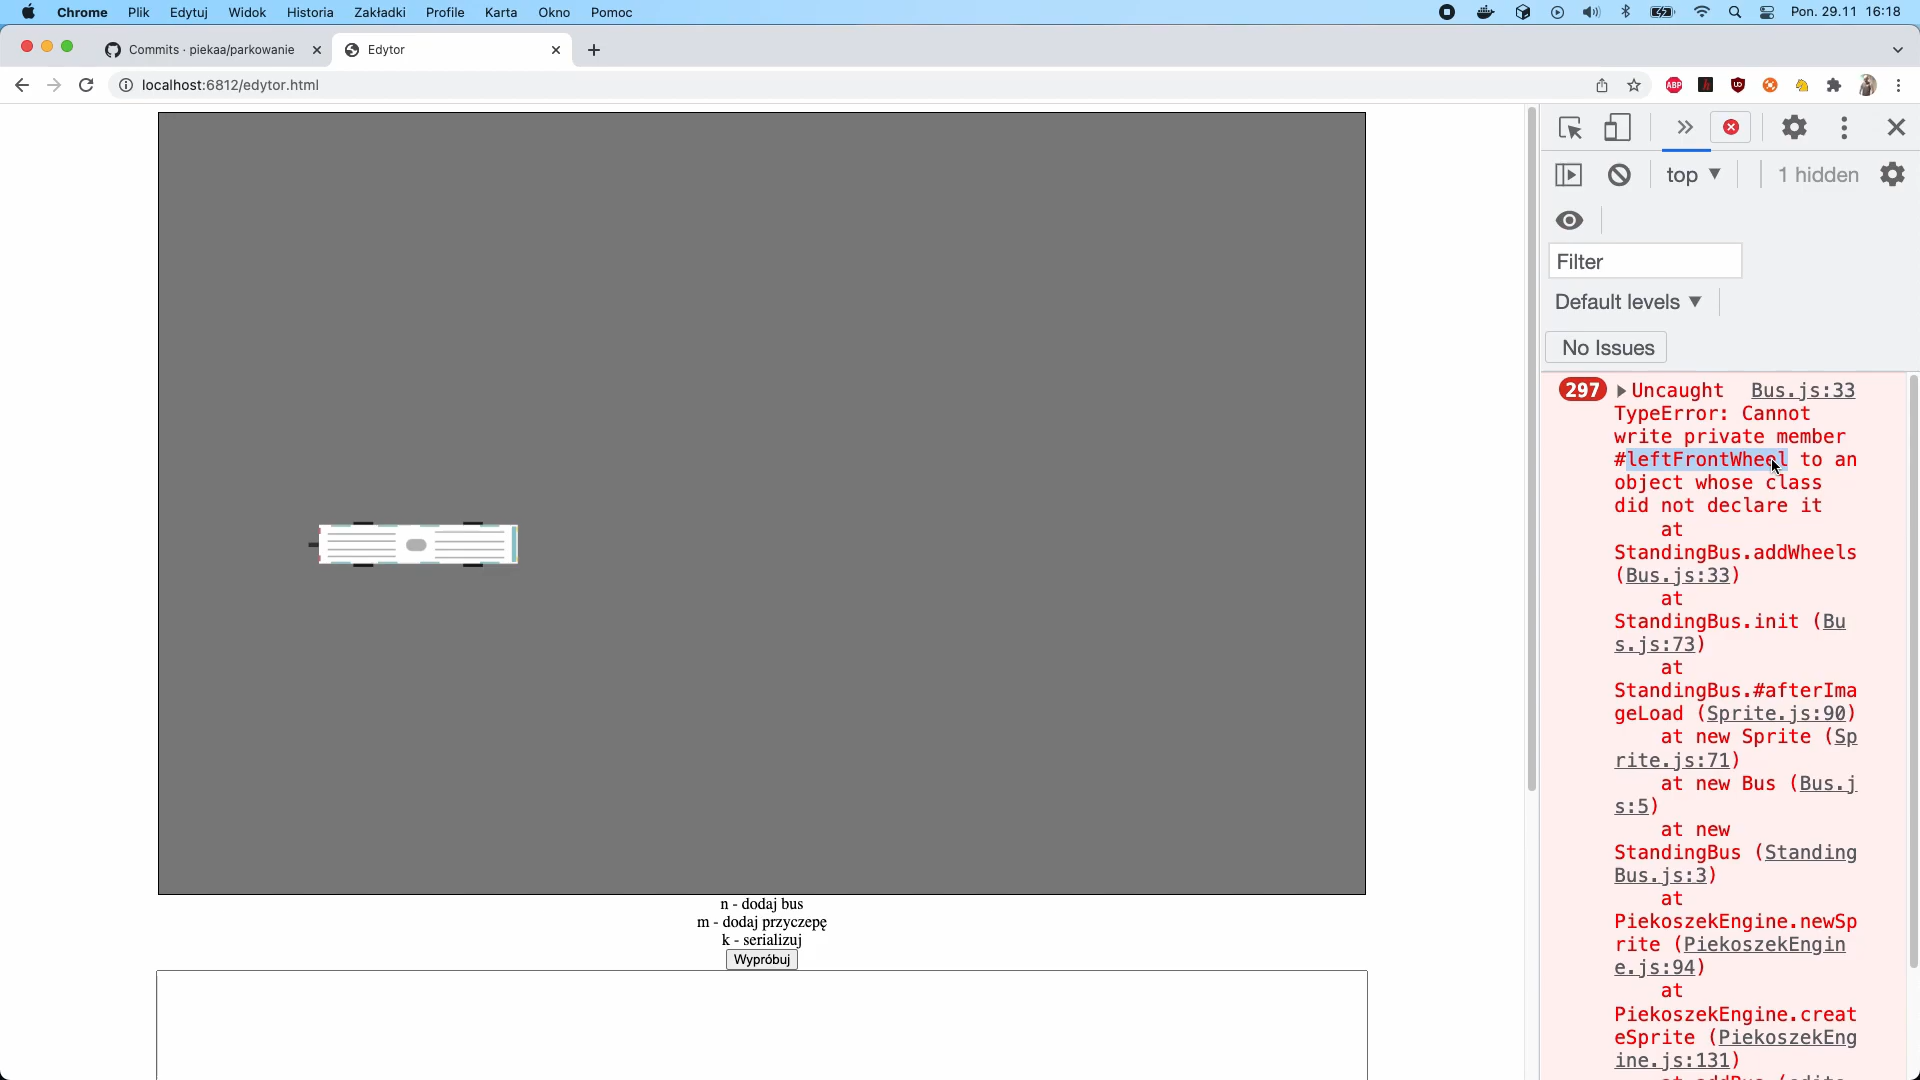 Chrome Plik Edytuj Widok Historia Zakładki Profile Karta Okno Pomoc Pon. 29.11 16:18
Commits · piekaa/parkowanie Edytor
localhost:6812/edytor.html
ABP
top 1 hidden
Filter
Default levels
No Issues
297 Uncaught Bus.js:33
TypeError: Cannot
write private member
#leftFrontWheel to an
object whose class
did not declare it
at
StandingBus.addWheels
(Bus.js:33)
at
StandingBus.init (Bu
s.js:73)
at
StandingBus.#afterIma
geLoad (Sprite.js:90)
at new Sprite (Sp
rite.js:71)
at new Bus (Bus.j
s:5)
at new
StandingBus (Standing
Bus.js:3)
at
PiekoszekEngine.newSp
rite (PiekoszekEngin
e.js:94)
at
PiekoszekEngine.creat
eSprite (PiekoszekEng
ine.js:131)
n - dodaj bus
m - dodaj przyczepę
k - serializuj
Wypróbuj